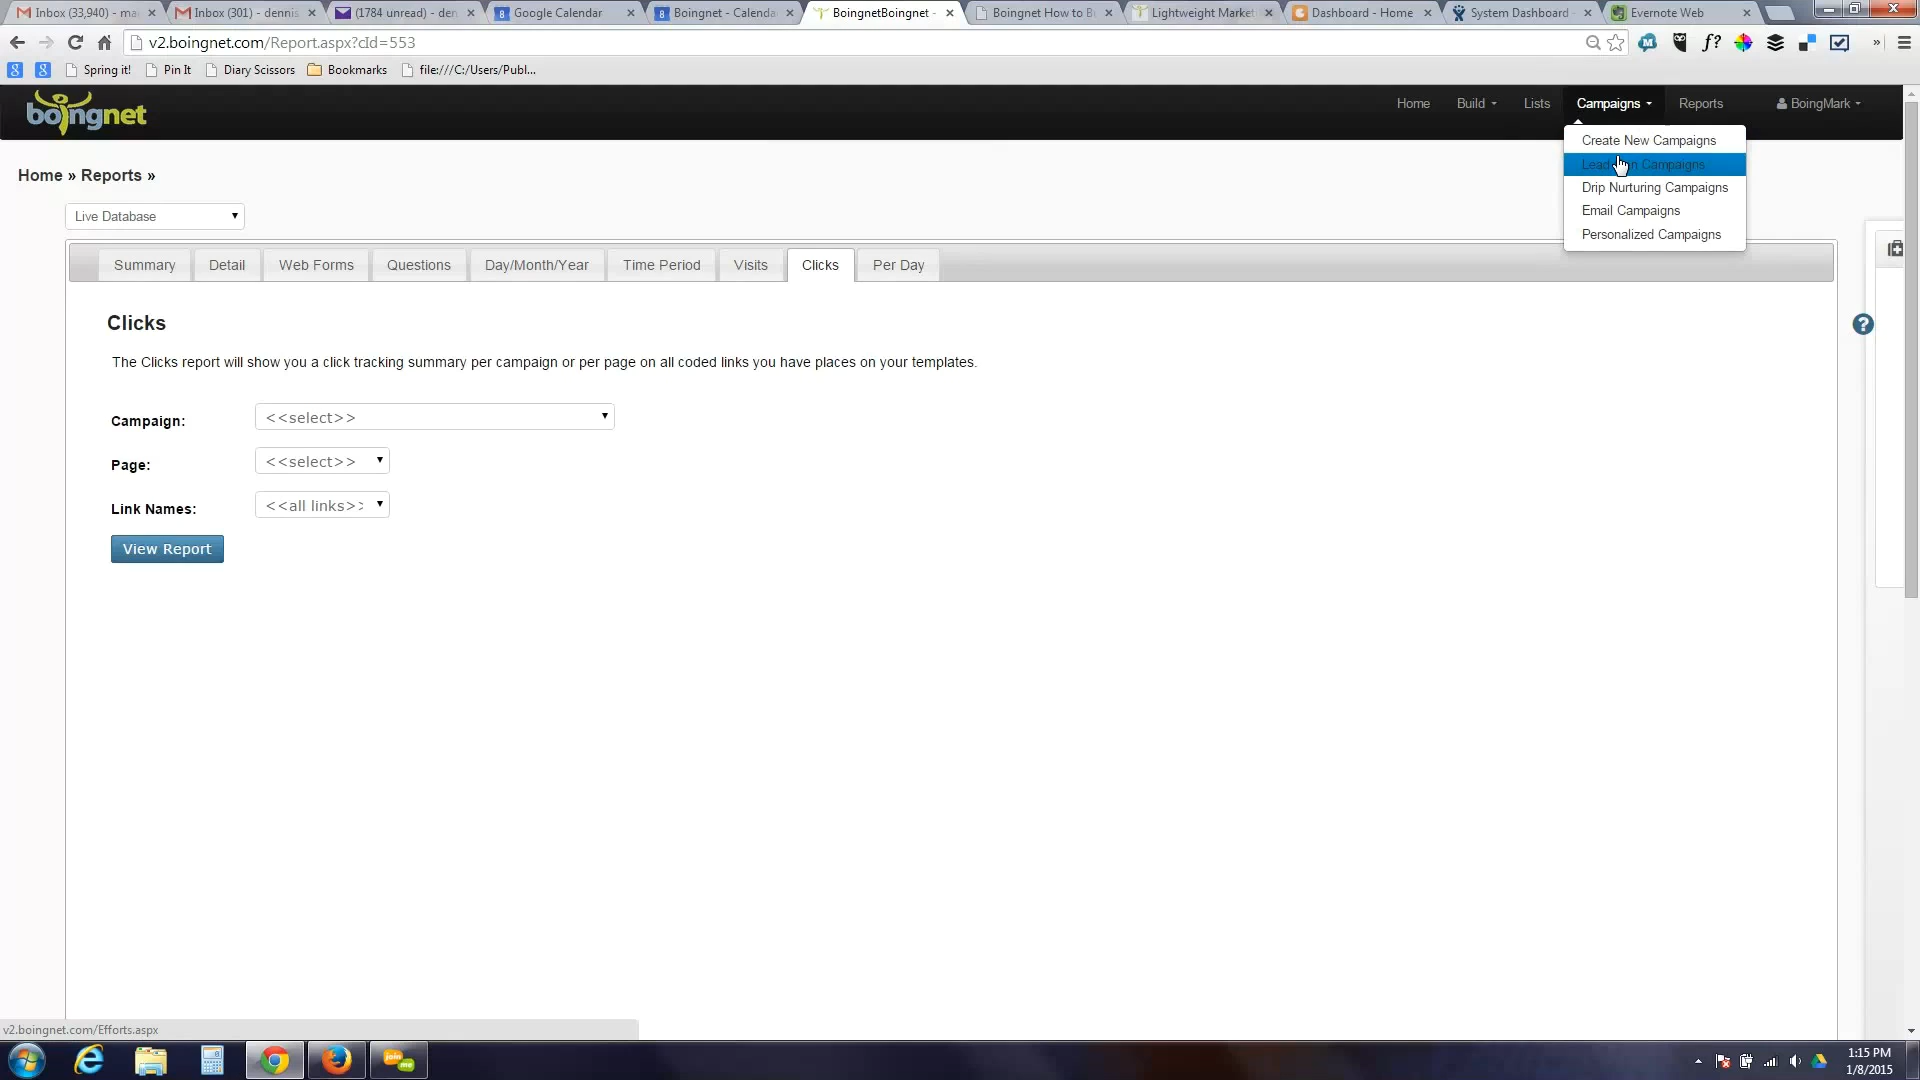 Inbox (33,940) - ma
Inbox (301) - dennis
(1784 unread) - den
Google Calendar
Boingnet - Calenda
BoingnetBoingnet -
Boingnet How to B
Lightweight Market
Dashboard - Home
System Dashboard -
Evernote Web
v2.boingnet.com/Report.aspx?cId=553
f?
»
Spring it!
Pin It
Diary Scissors
Bookmarks
file:///C:/Users/Publ...
boingnet
Home
Build
Lists
Campaigns
Reports
BoingMark
Create New Campaigns
Campaigns
Drip Nurturing Campaigns
Email Campaigns
Personalized Campaigns
Home » Reports »
Live Database
Summary
Detail
Web Forms
Questions
Day/Month/Year
Time Period
Visits
Clicks
Per Day
Clicks
?
The Clicks report will show you a click tracking summary per campaign or per page on all coded links you have places on your templates.
Campaign:
<<select>>
Page:
<<select>>
Link Names:
<<all links>>
View Report
v2.boingnet.com/Efforts.aspx
join me
1:15 PM
1/8/2015